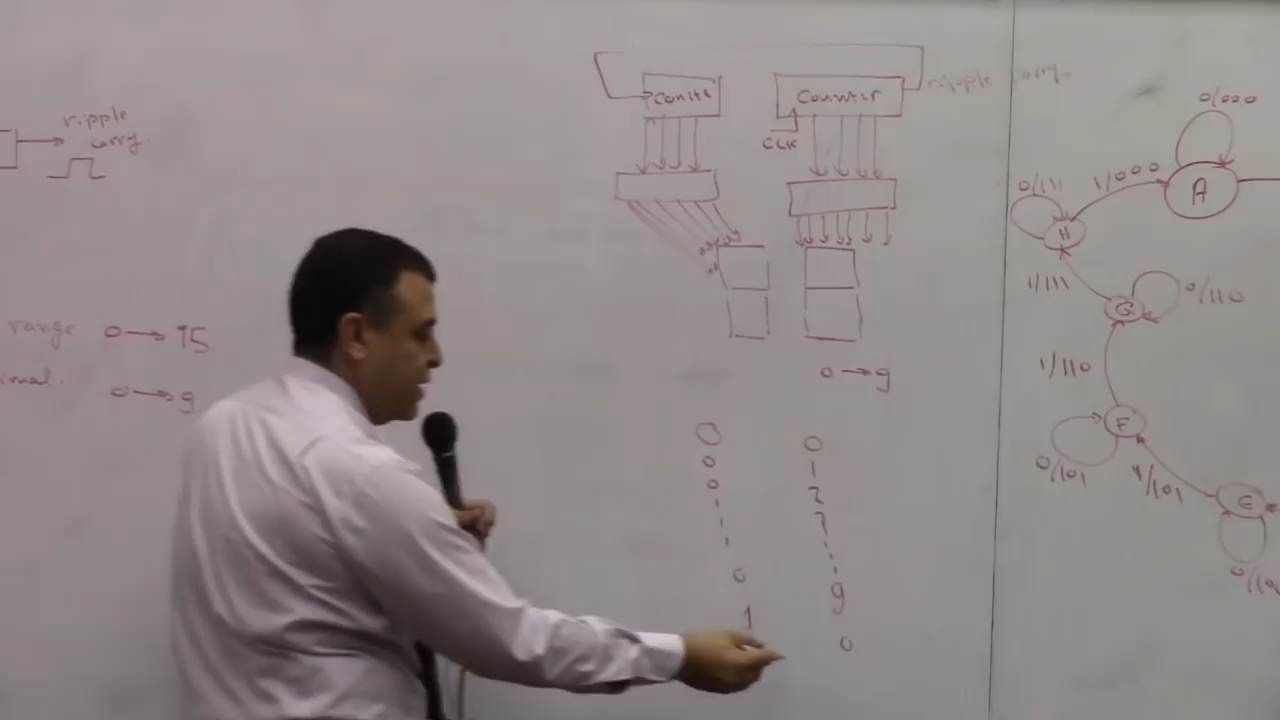 ripple
carry.
range 0 → 15
0 → 9
Counter
CLK
ripple carry.
0 → 9
0 0
0 1
0 2
0 9
1 0
0/000
A
1/000
0/111
H
1/111
G
0/110
1/110
F
0/101
1/101
E